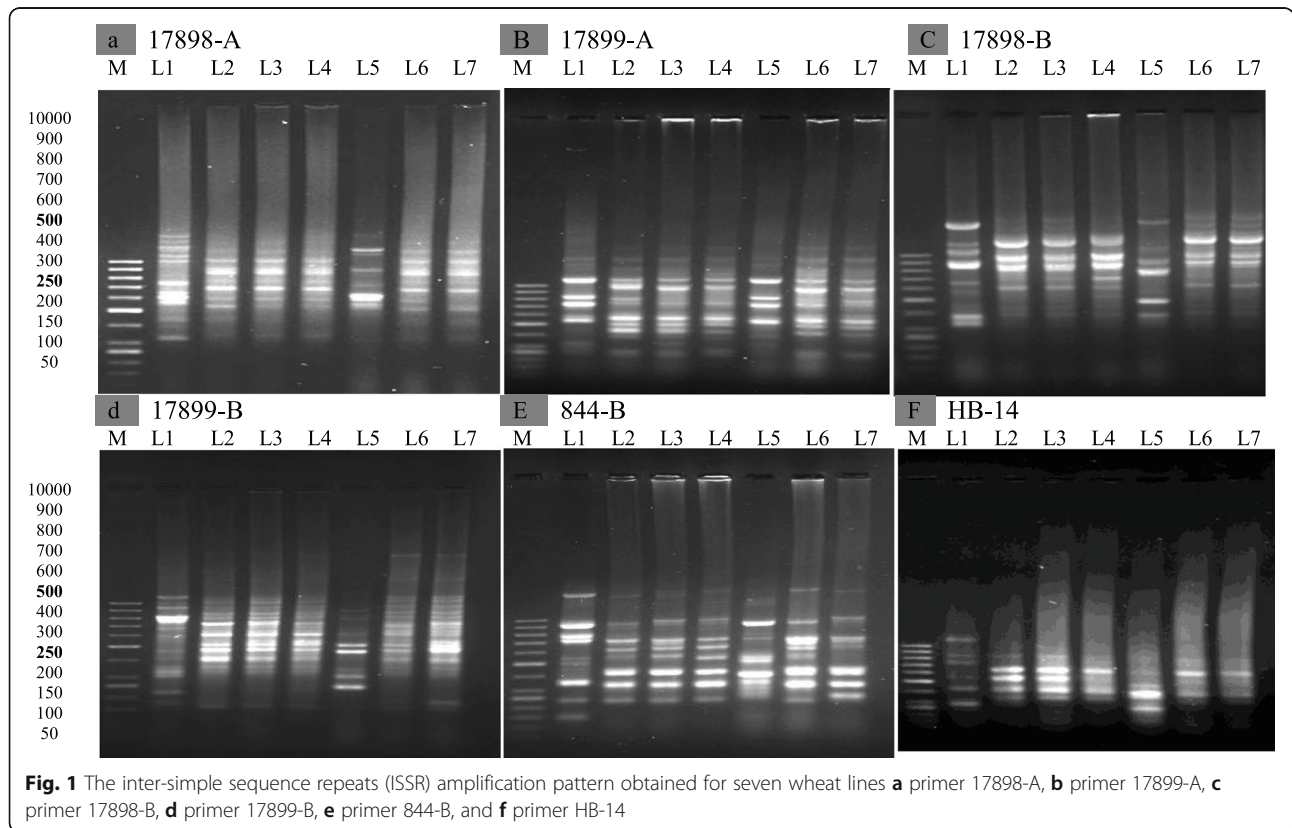 a 17898-A
M L1 L2 L3 L4 L5 L6 L7
B 17899-A
M L1 L2 L3 L4 L5 L6 L7
C 17898-B
M L1 L2 L3 L4 L5 L6 L7
10000
900
800
700
600
500
400
300
250
200
150
100
50
d 17899-B
M L1 L2 L3 L4 L5 L6 L7
E 844-B
M L1 L2 L3 L4 L5 L6 L7
F HB-14
M L1 L2 L3 L4 L5 L6 L7
10000
900
800
700
600
500
400
300
250
200
150
100
50
Fig. 1 The inter-simple sequence repeats (ISSR) amplification pattern obtained for seven wheat lines a primer 17898-A, b primer 17899-A, c
primer 17898-B, d primer 17899-B, e primer 844-B, and f primer HB-14